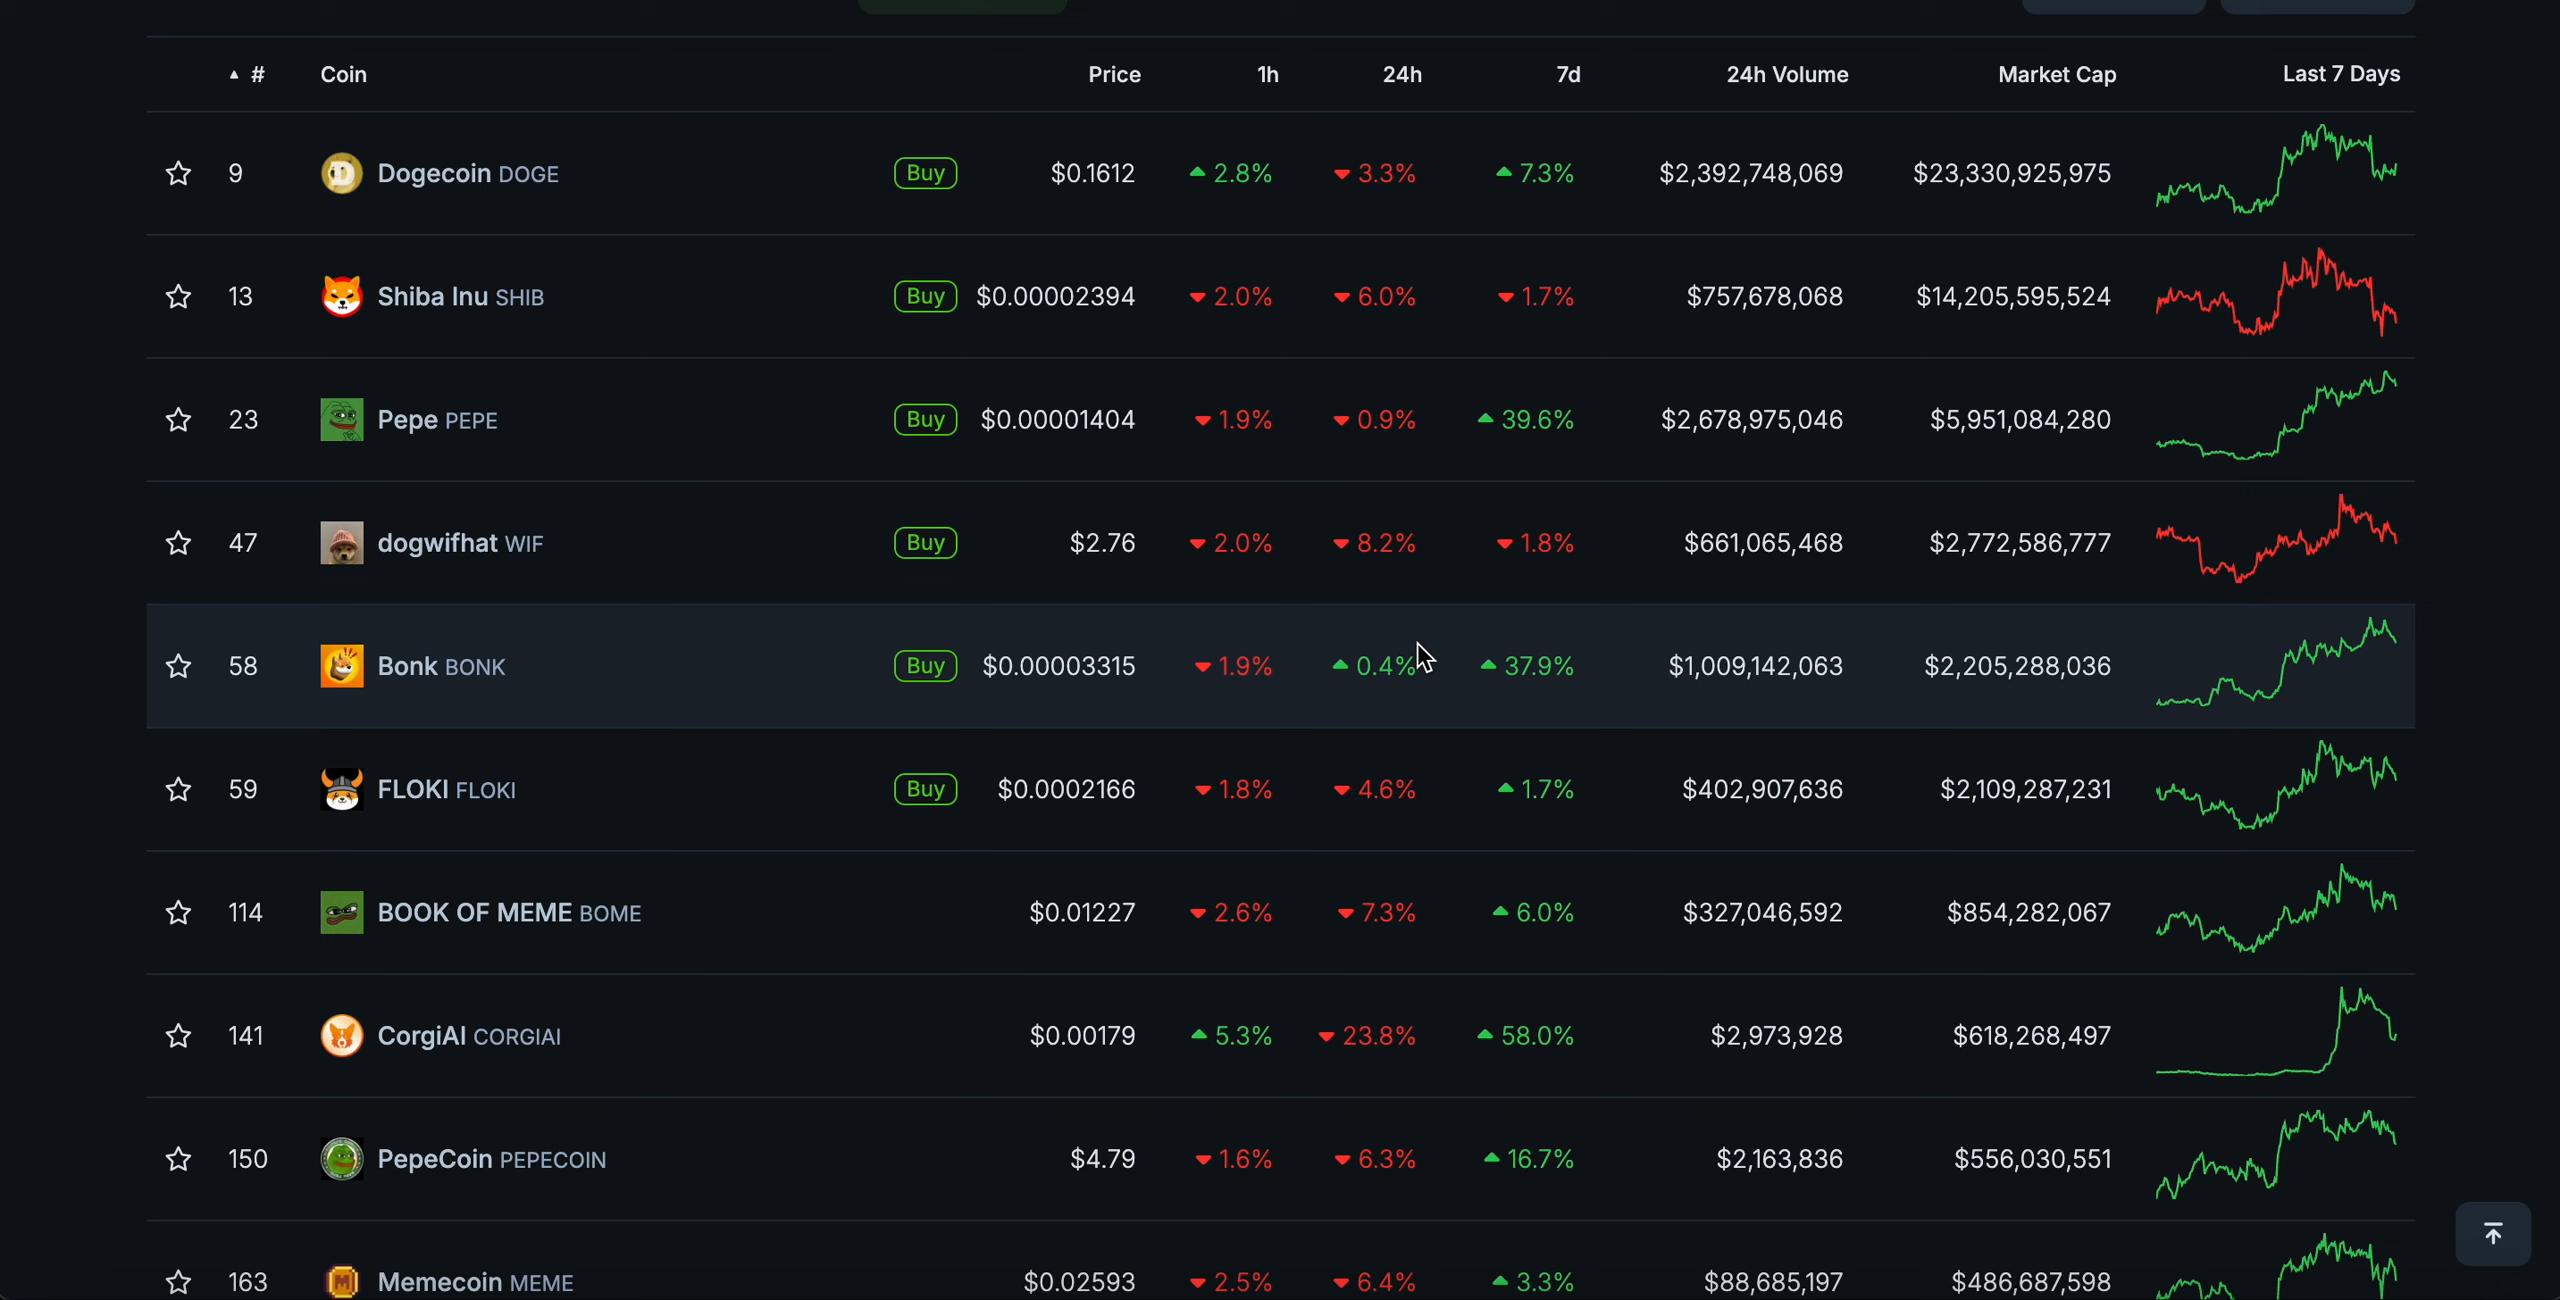 # Coin Price 1h 24h 7d 24h Volume Market Cap Last 7 Days
9 Dogecoin DOGE Buy $0.1612 2.8% 3.3% 7.3% $2,392,748,069 $23,330,925,975
13 Shiba Inu SHIB Buy $0.00002394 2.0% 6.0% 1.7% $757,678,068 $14,205,595,524
23 Pepe PEPE Buy $0.00001404 1.9% 0.9% 39.6% $2,678,975,046 $5,951,084,280
47 dogwifhat WIF Buy $2.76 2.0% 8.2% 1.8% $661,065,468 $2,772,586,777
58 Bonk BONK Buy $0.00003315 1.9% 0.4% 37.9% $1,009,142,063 $2,205,288,036
59 FLOKI FLOKI Buy $0.0002166 1.8% 4.6% 1.7% $402,907,636 $2,109,287,231
114 BOOK OF MEME BOME $0.01227 2.6% 7.3% 6.0% $327,046,592 $854,282,067
141 CorgiAI CORGIAI $0.00179 5.3% 23.8% 58.0% $2,973,928 $618,268,497
150 PepeCoin PEPECOIN $4.79 1.6% 6.3% 16.7% $2,163,836 $556,030,551
163 Memecoin MEME $0.02593 2.5% 6.4% 3.3% $88,685,197 $486,687,598